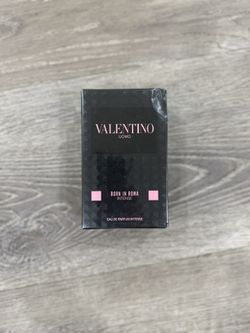 VALENTINO
UOMO
BORN IN ROMA
INTENSE
EAU DE PARFUM INTENSE